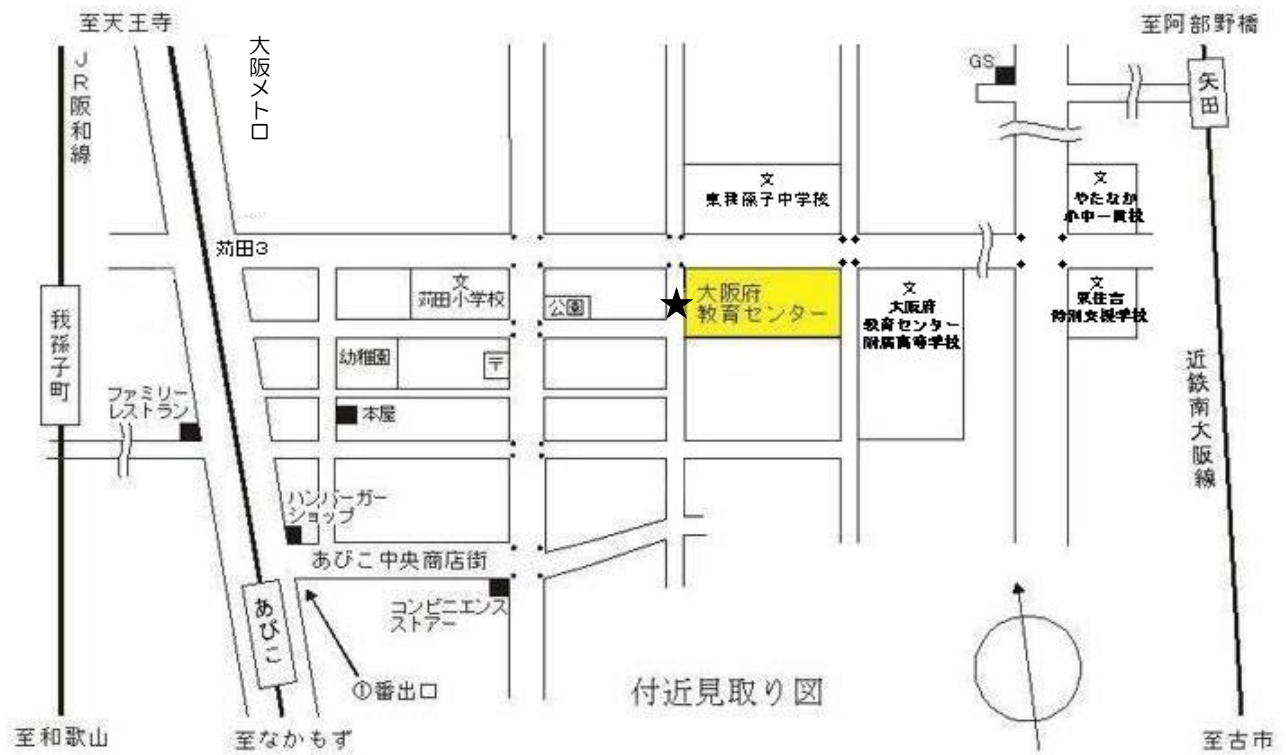 至天王寺
至阿部野橋
JR阪和線
大阪メトロ
GS
矢田
文
東我孫子中学校
文
やたなか
小中一貫校
苅田3
文
苅田小学校
公園
大阪府
教育センター
文
大阪府
教育センター
附属高等学校
文
東住吉
特別支援学校
我孫子町
幼稚園
〒
近鉄南大阪線
ファミリー
レストラン
本屋
ハンバーガー
ショップ
あびこ中央商店街
あびこ
コンビニエンス
ストアー
①番出口
付近見取り図
至和歌山
至なかもず
至古市